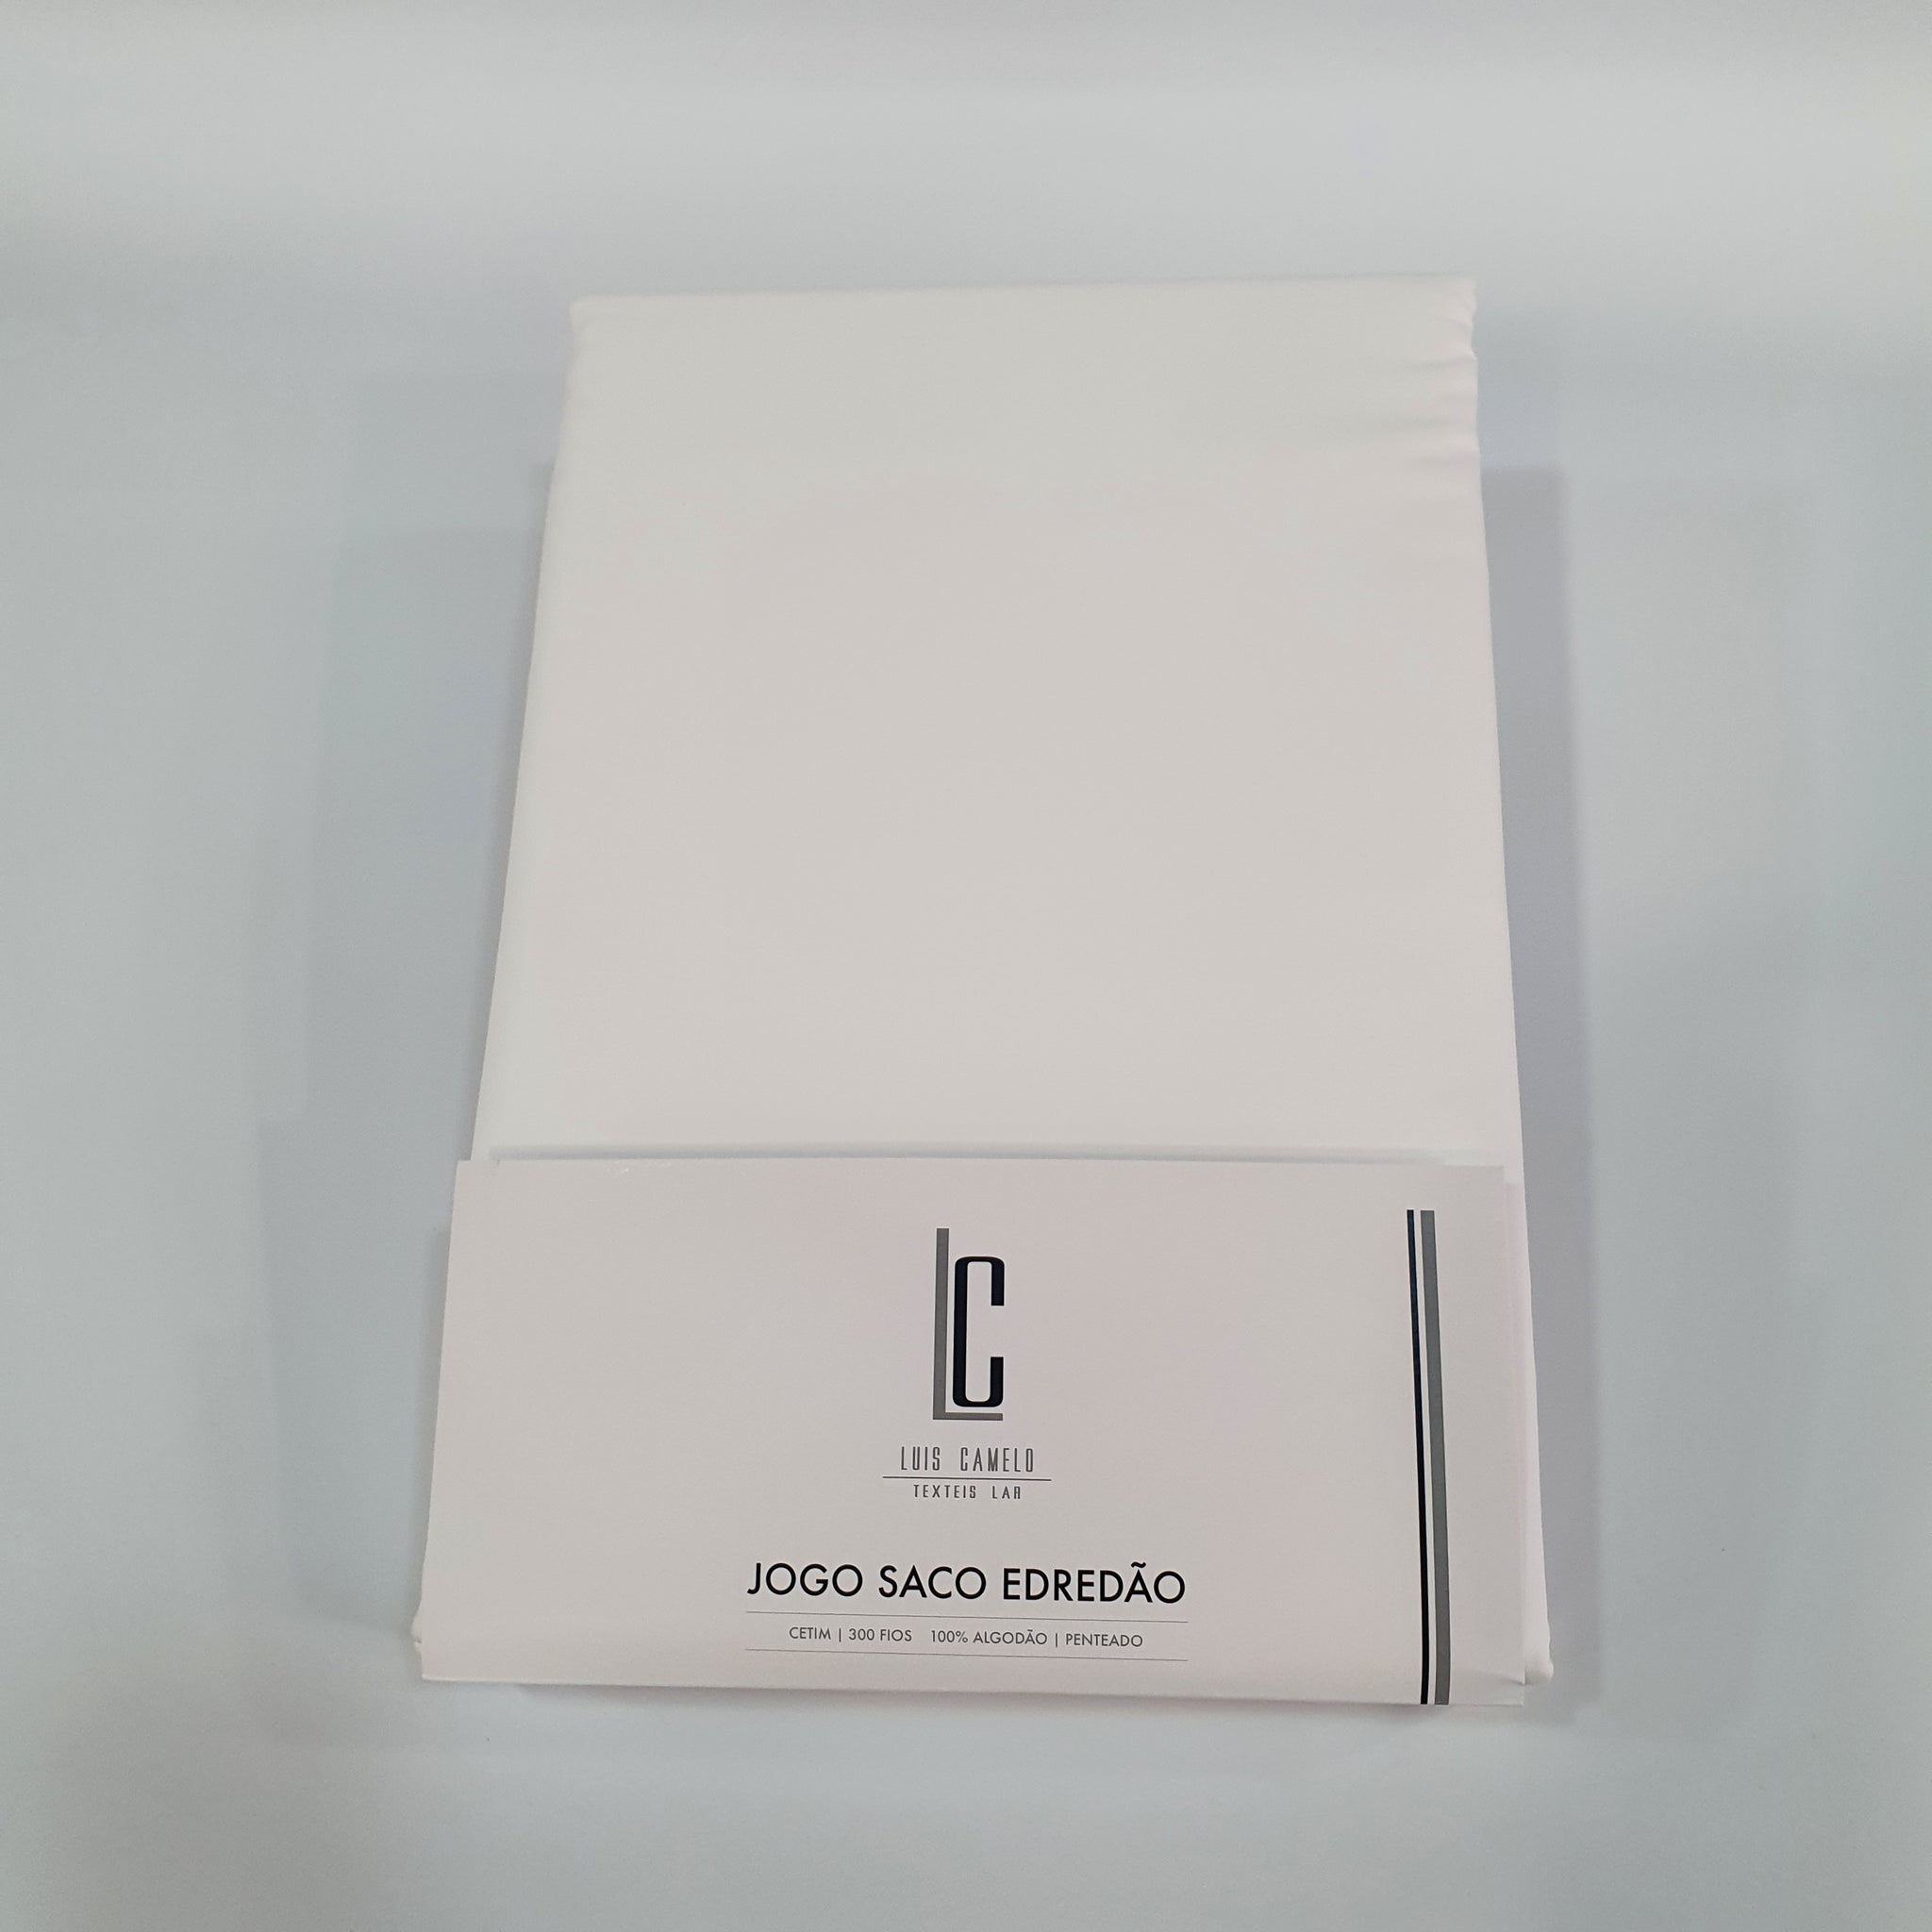 LC
LUIS CAMELO
TEXTEIS LAR
JOGO SACO EDREDÃO
CETIM | 300 FIOS 100% ALGODÃO | PENTEADO